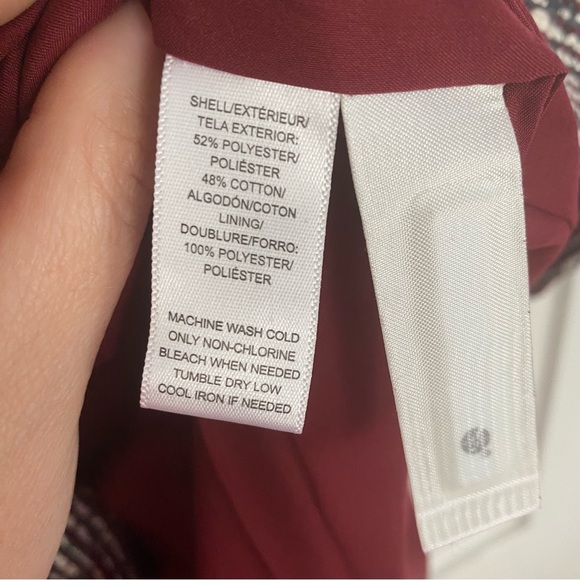 SHELL/EXTÉRIEUR/
TELA EXTERIOR:
52% POLYESTER/
POLIÉSTER
48% COTTON/
ALGODÓN/COTON
LINING/
DOUBLURE/FORRO:
100% POLYESTER/
POLIÉSTER
MACHINE WASH COLD
ONLY NON-CHLORINE
BLEACH WHEN NEEDED
TUMBLE DRY LOW
COOL IRON IF NEEDED